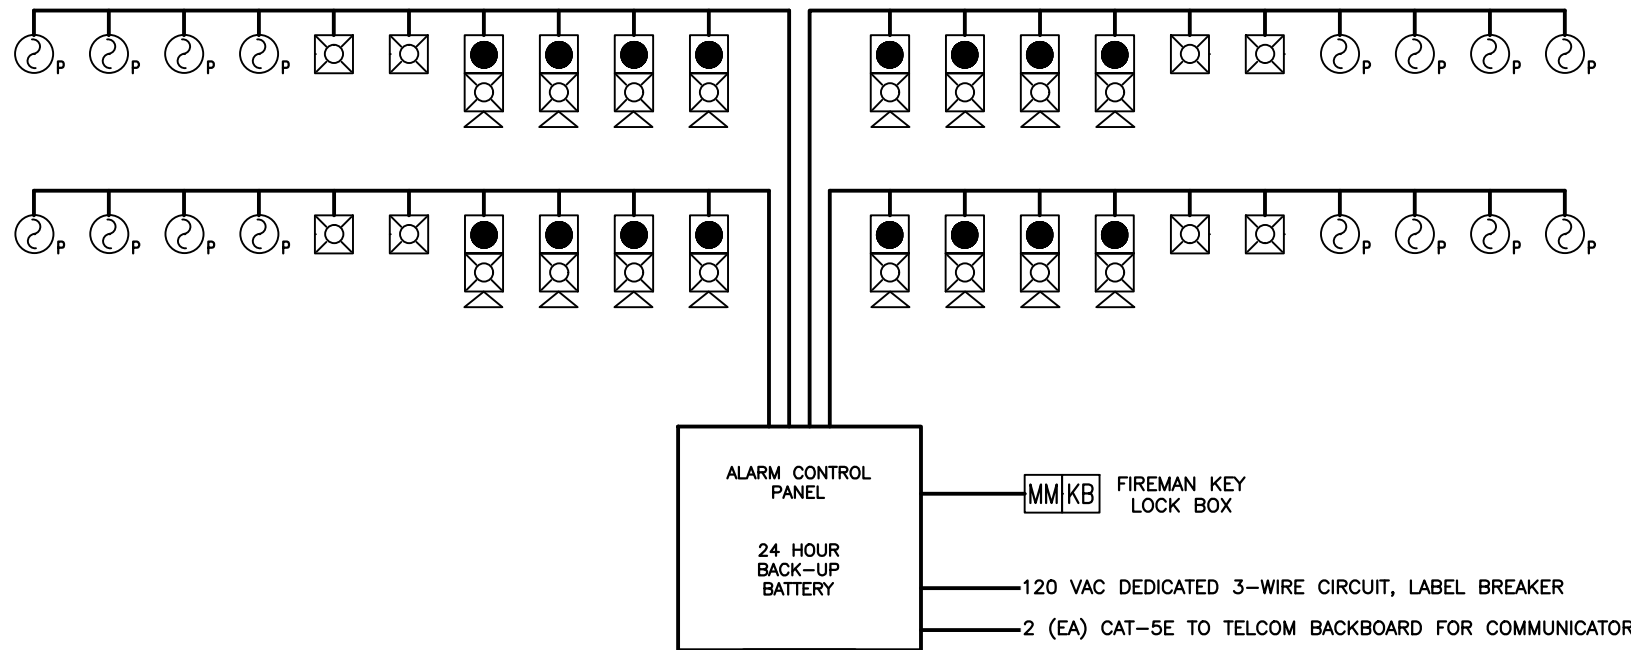 P P P P P P P P
P P P P P P P P
ALARM CONTROL
PANEL
MM KB
FIREMAN KEY
LOCK BOX
24 HOUR
BACK-UP
BATTERY
120 VAC DEDICATED 3-WIRE CIRCUIT, LABEL BREAKER
2 (EA) CAT-5E TO TELCOM BACKBOARD FOR COMMUNICATOR